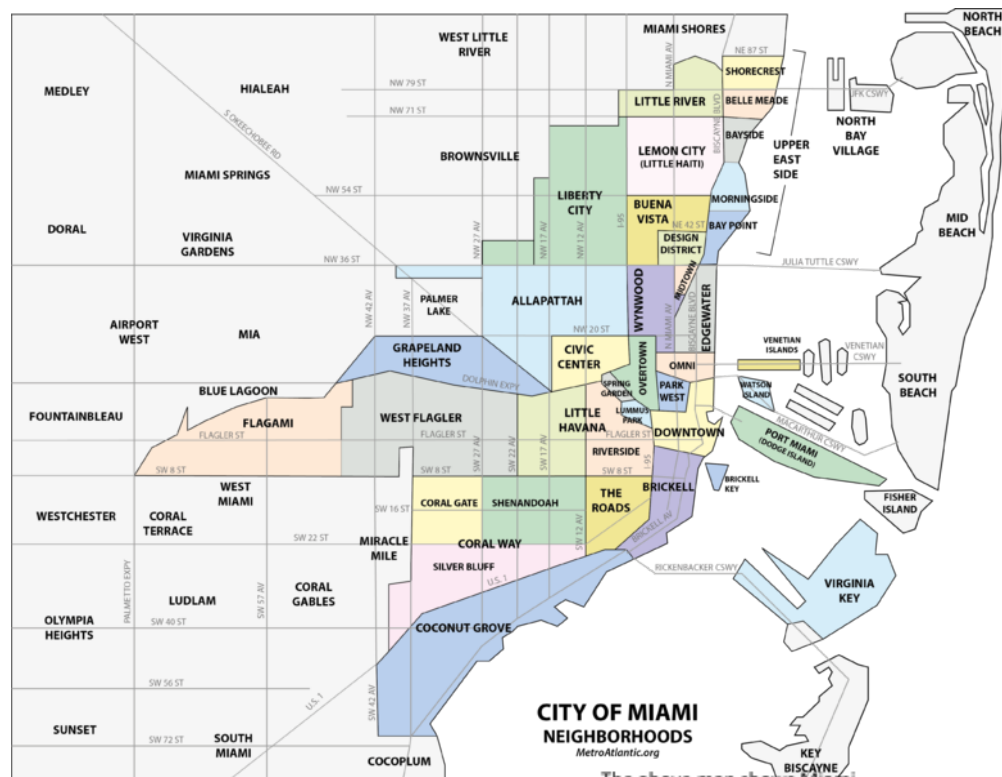 NORTH
BEACH
MIAMI SHORES
WEST LITTLE
RIVER
N MIAMI AV
NE 87 ST
SHORECREST
NW 79 ST
MEDLEY
HIALEAH
JFK CSWY
LITTLE RIVER
BELLE MEADE
S OKEECHOBEE RD
NW 71 ST
BISCAYNE BLVD
NORTH
BAY
VILLAGE
BAYSIDE
UPPER
EAST
SIDE
LEMON CITY
(LITTLE HAITI)
BROWNSVILLE
MIAMI SPRINGS
NW 54 ST
LIBERTY
CITY
BUENA
VISTA
MORNINGSIDE
MID
BEACH
NW 27 AV
NW 17 AV
NW 12 AV
I-95
NE 42 ST
BAY POINT
DORAL
VIRGINIA
GARDENS
DESIGN
DISTRICT
NW 36 ST
JULIA TUTTLE CSWY
MIDTOWN
NW 42 AV
NW 37 AV
PALMER
LAKE
ALLAPATTAH
WYNWOOD
N MIAMI AV
BISCAYNE BLVD
EDGEWATER
AIRPORT
WEST
MIA
NW 20 ST
GRAPELAND
HEIGHTS
CIVIC
CENTER
OVERTOWN
OMNI
VENETIAN
ISLANDS
VENETIAN
CSWY
DOLPHIN EXPY
BLUE LAGOON
SPRING
GARDEN
PARK
WEST
WATSON
ISLAND
SOUTH
BEACH
FOUNTAINBLEAU
FLAGAMI
WEST FLAGLER
LITTLE
HAVANA
LUMMUS
PARK
MACARTHUR CSWY
FLAGLER ST
FLAGLER ST
FLAGLER ST
DOWNTOWN
PORT MIAMI
(DODGE ISLAND)
SW 27 AV
SW 22 AV
SW 17 AV
RIVERSIDE
I-95
SW 8 ST
SW 8 ST
SW 8 ST
BRICKELL
BRICKELL
KEY
WEST
MIAMI
CORAL GATE
SHENANDOAH
THE
ROADS
FISHER
ISLAND
WESTCHESTER
CORAL
TERRACE
SW 16 ST
SW 12 AV
BRICKELL AV
SW 22 ST
MIRACLE
MILE
CORAL WAY
SILVER BLUFF
U.S. 1
RICKENBACKER CSWY
VIRGINIA
KEY
PALMETTO EXPY
SW 57 AV
LUDLAM
CORAL
GABLES
OLYMPIA
HEIGHTS
SW 40 ST
COCONUT GROVE
SW 56 ST
U.S. 1
SW 42 AV
CITY OF MIAMI
NEIGHBORHOODS
MetroAtlantic.org
SUNSET
SW 72 ST
SOUTH
MIAMI
COCOPLUM
KEY
BISCAYNE
The above map shows Miami